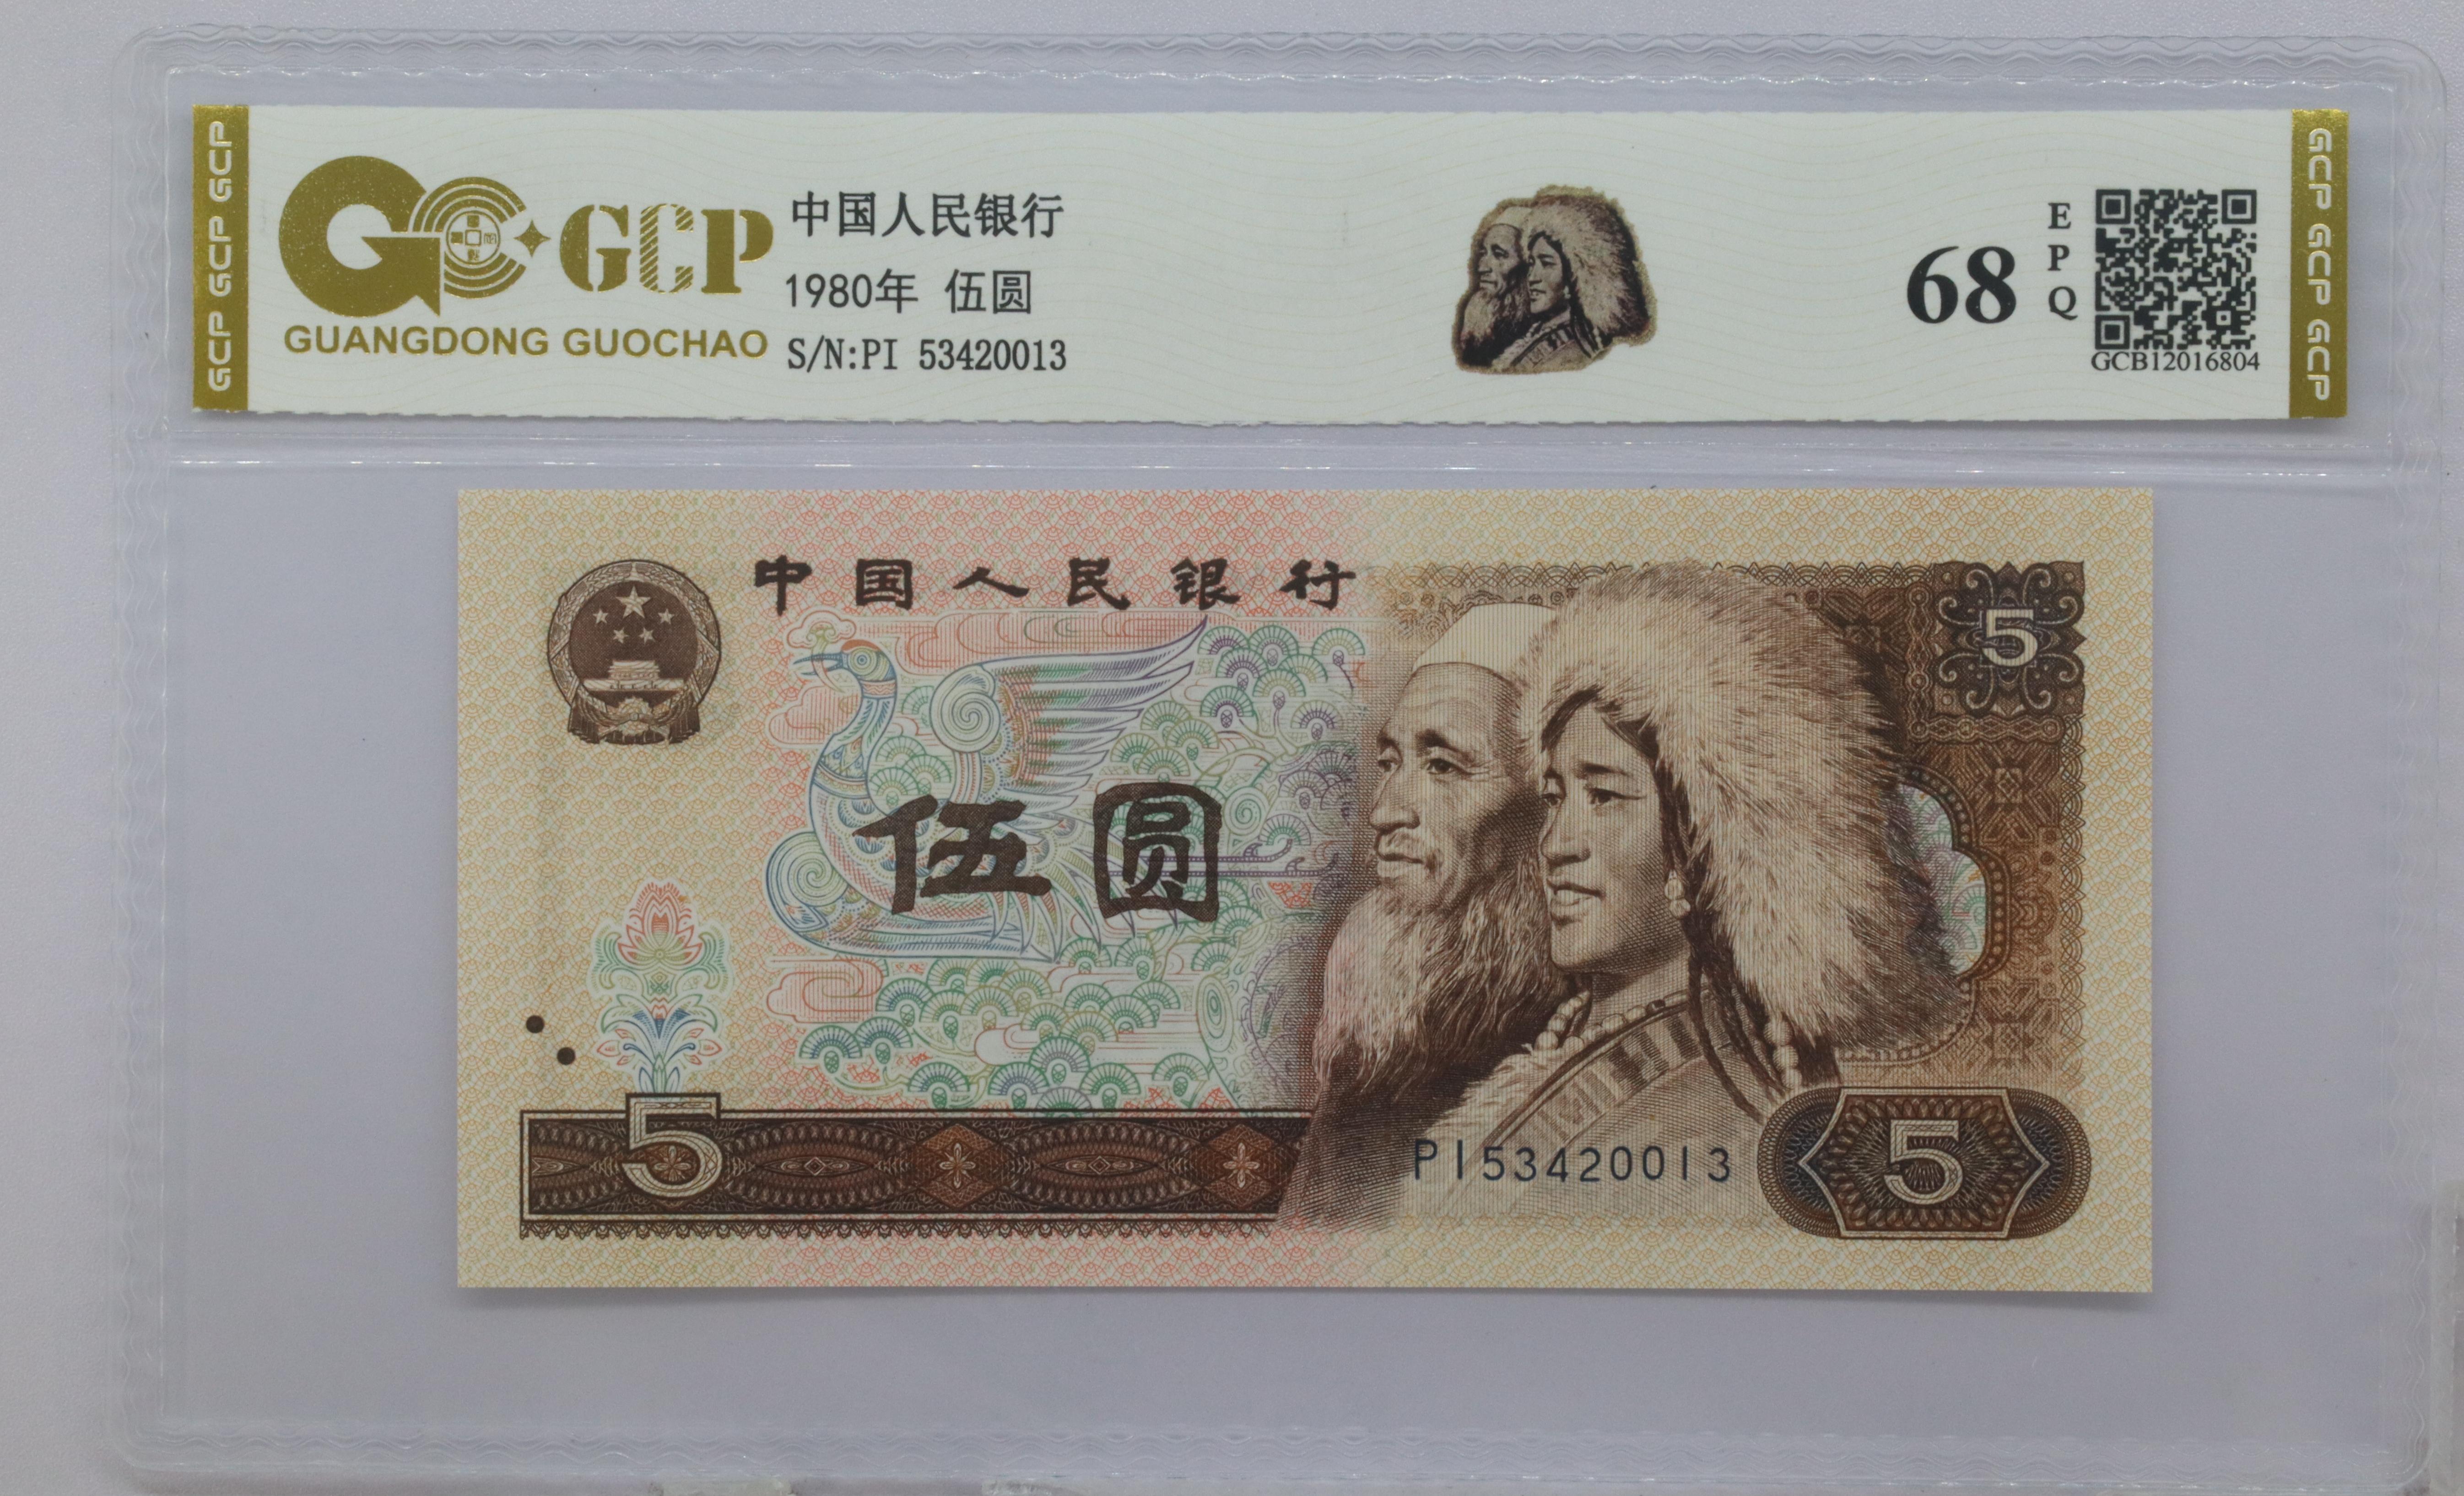 GCP GCP GCP
GCP
GUANGDONG GUOCHAO
中国人民银行
1980年 伍圆
S/N:PI 53420013
68
EPQ
GCB12016804
GCP GCP GCP
中国人民银行
5
伍圆
5
PI53420013
5